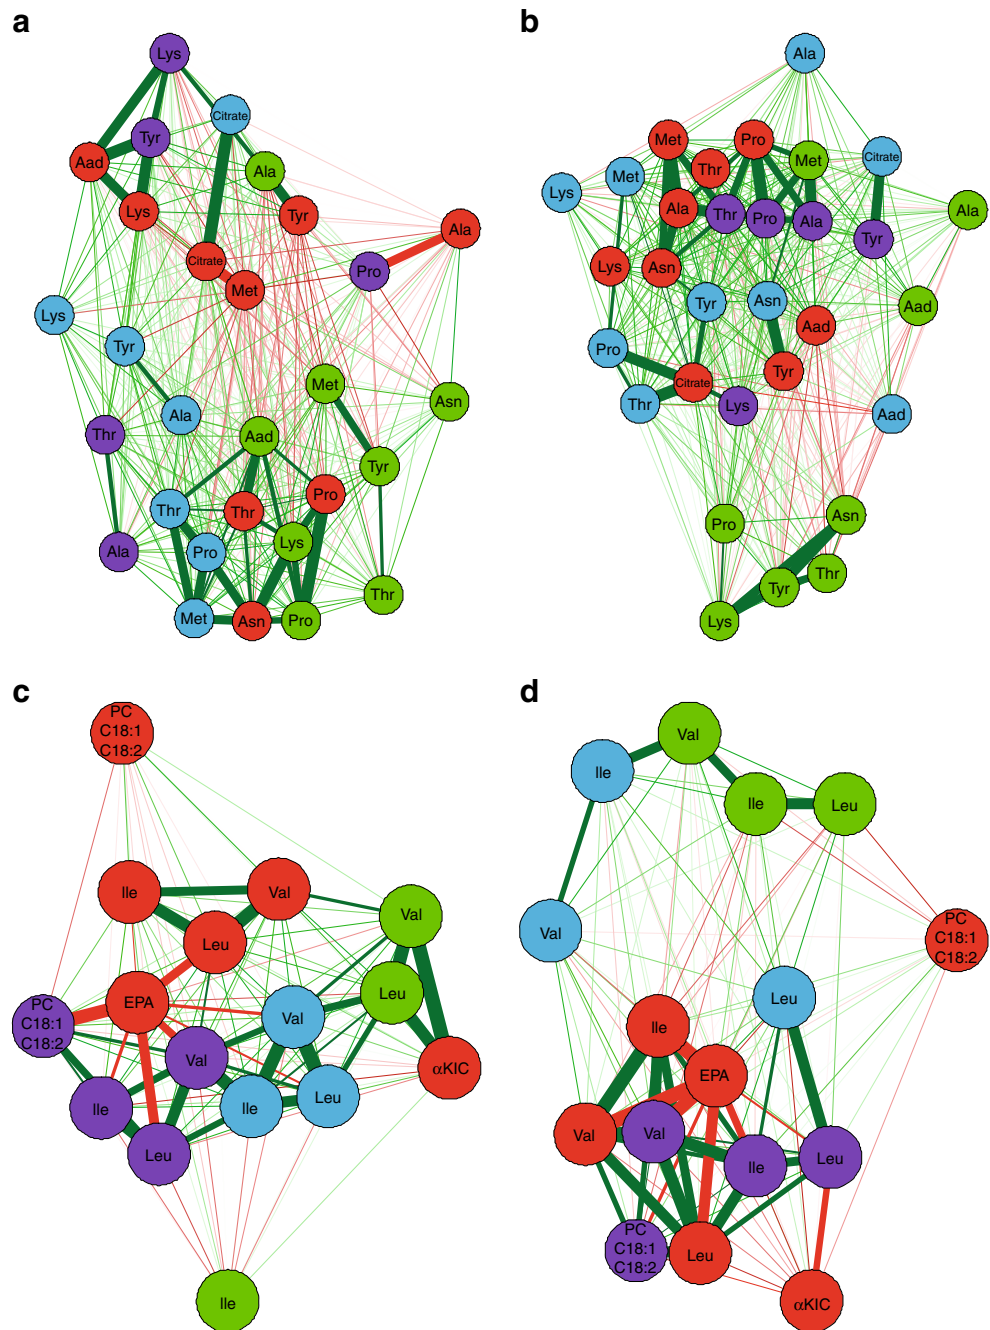 a
Lys
Citrate
Tyr
Aad
Ala
Lys
Tyr
Ala
Citrate
Pro
Met
Lys
Tyr
Met
Asn
Ala
Thr
Aad
Tyr
Pro
Thr
Thr
Lys
Ala
Pro
Thr
Met
Asn
Pro
b
Ala
Met
Pro
Thr
Met
Citrate
Met
Lys
Ala
Thr
Pro
Ala
Ala
Tyr
Lys
Asn
Tyr
Asn
Aad
Aad
Pro
Tyr
Citrate
Thr
Lys
Aad
Pro
Asn
Thr
Tyr
Lys
c
PC
C18:1
C18:2
Ile
Val
Val
Leu
Leu
EPA
PC
C18:1
C18:2
Val
Val
αKIC
Ile
Ile
Leu
Leu
Ile
d
Val
Ile
Ile
Leu
PC
C18:1
C18:2
Val
Leu
Ile
EPA
Val
Val
Ile
Leu
PC
C18:1
C18:2
Leu
αKIC